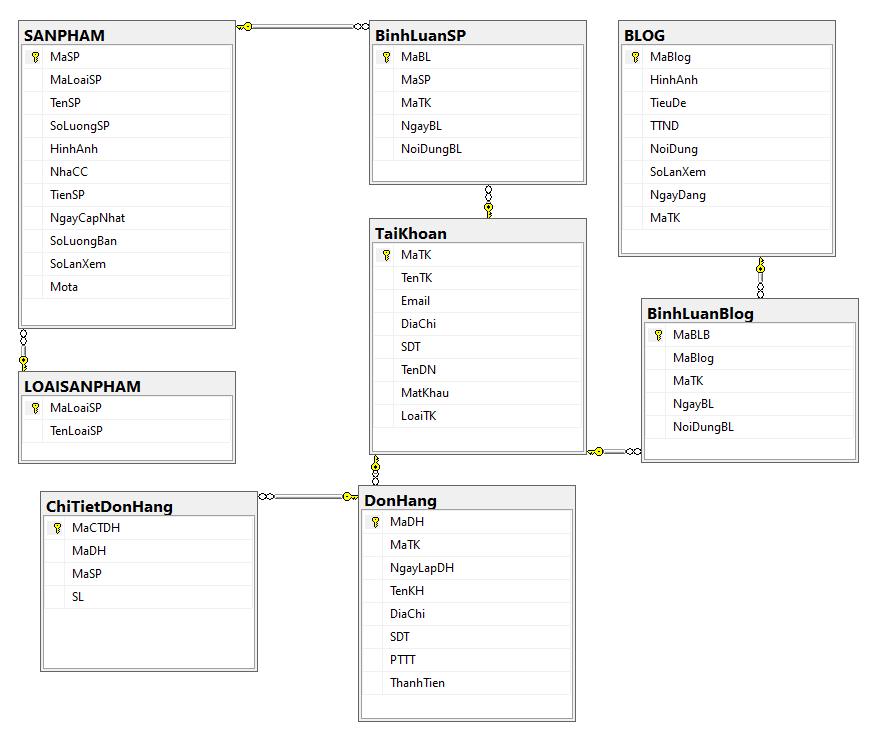 SANPHAM
MaSP
MaLoaiSP
TenSP
SoLuongSP
HinhAnh
NhaCC
TienSP
NgayCapNhat
SoLuongBan
SoLanXem
Mota
BinhLuanSP
MaBL
MaSP
MaTK
NgayBL
NoiDungBL
BLOG
MaBlog
HinhAnh
TieuDe
TTND
NoiDung
SoLanXem
NgayDang
MaTK
TaiKhoan
MaTK
TenTK
Email
DiaChi
SDT
TenDN
MatKhau
LoaiTK
BinhLuanBlog
MaBLB
MaBlog
MaTK
NgayBL
NoiDungBL
LOAISANPHAM
MaLoaiSP
TenLoaiSP
ChiTietDonHang
MaCTDH
MaDH
MaSP
SL
DonHang
MaDH
MaTK
NgayLapDH
TenKH
DiaChi
SDT
PTTT
ThanhTien